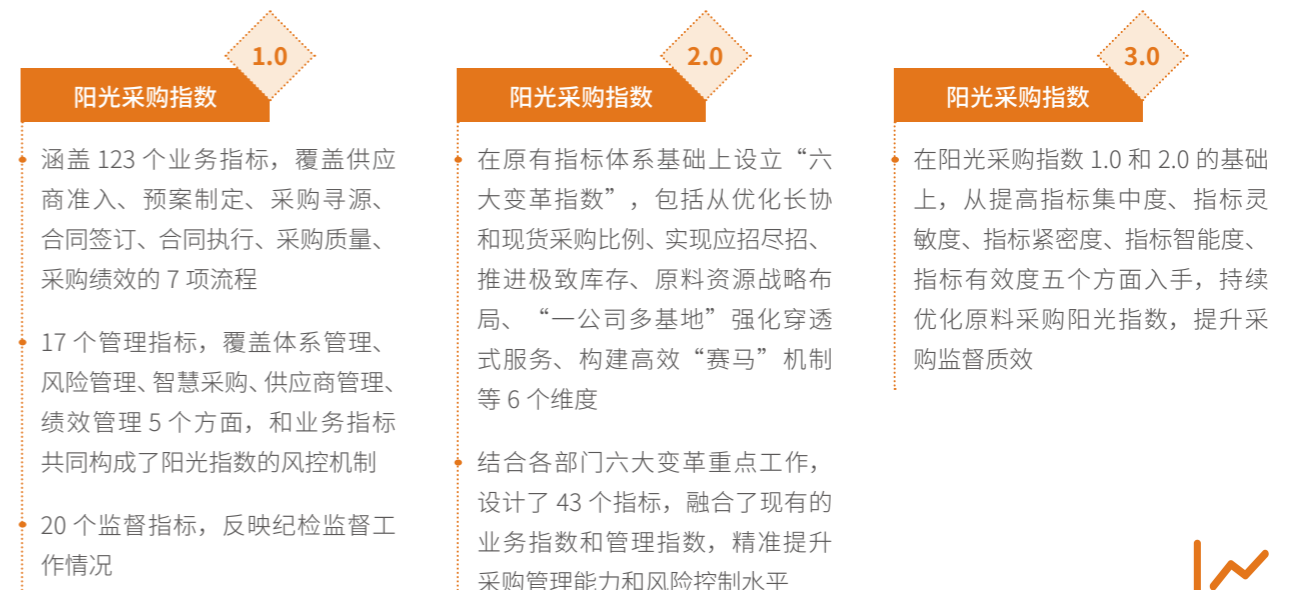 1.0
阳光采购指数
涵盖 123 个业务指标，覆盖供应
商准入、预案制定、采购寻源、
合同签订、合同执行、采购质量、
采购绩效的 7 项流程
17 个管理指标，覆盖体系管理、
风险管理、智慧采购、供应商管理、
绩效管理 5 个方面，和业务指标
共同构成了阳光指数的风控机制
20 个监督指标，反映纪检监督工
作情况
2.0
阳光采购指数
在原有指标体系基础上设立“六
大变革指数”，包括从优化长协
和现货采购比例、实现应招尽招、
推进极致库存、原料资源战略布
局、“一公司多基地”强化穿透
式服务、构建高效“赛马”机制
等 6 个维度
结合各部门六大变革重点工作，
设计了 43 个指标，融合了现有的
业务指数和管理指数，精准提升
采购管理能力和风险控制水平
3.0
阳光采购指数
在阳光采购指数 1.0 和 2.0 的基础
上，从提高指标集中度、指标灵
敏度、指标紧密度、指标智能度、
指标有效度五个方面入手，持续
优化原料采购阳光指数，提升采
购监督质效